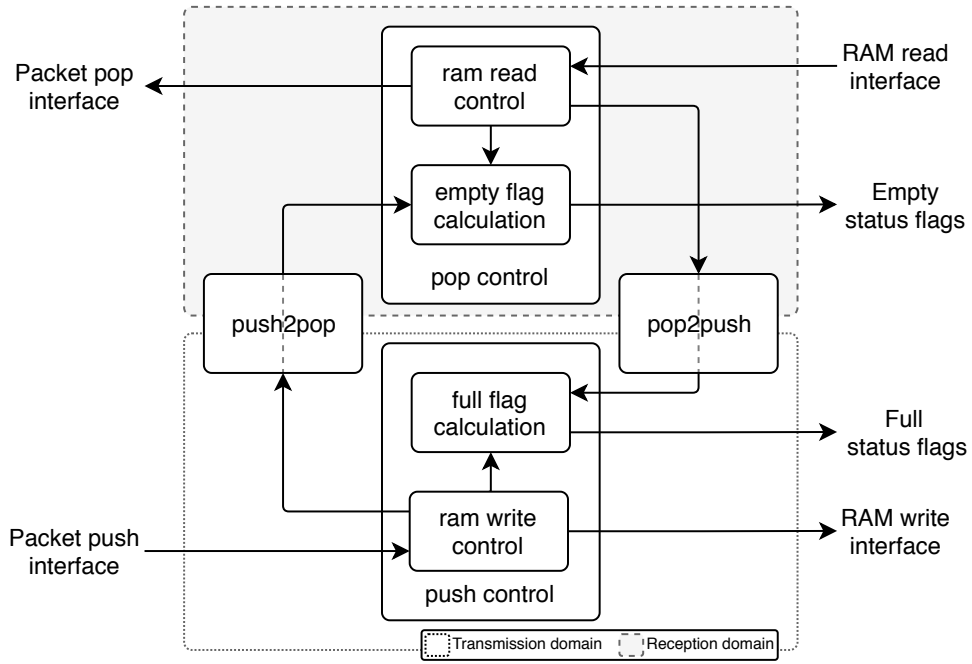 Packet pop
interface
ram read
control
RAM read
interface
empty flag
calculation
Empty
status flags
pop control
push2pop
pop2push
full flag
calculation
Full
status flags
Packet push
interface
ram write
control
RAM write
interface
push control
Transmission domain
Reception domain